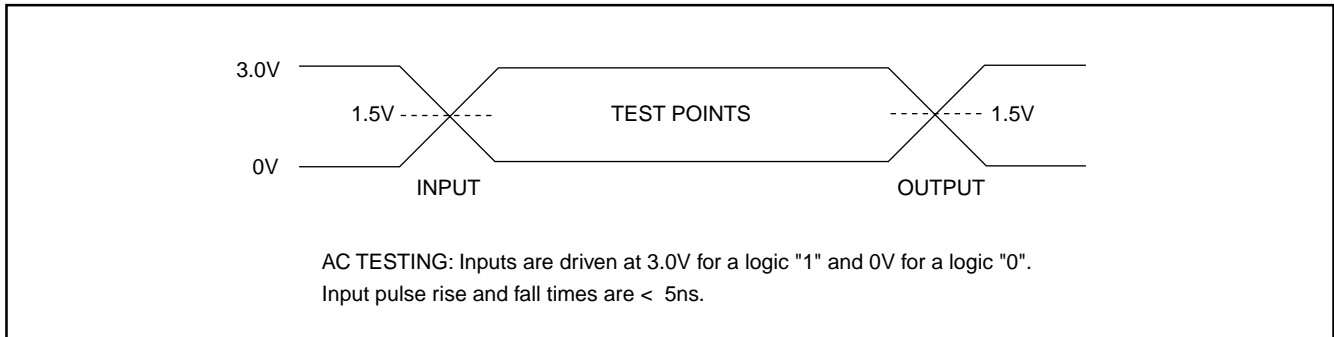 3.0V
1.5V TEST POINTS 1.5V
0V
INPUT OUTPUT
AC TESTING: Inputs are driven at 3.0V for a logic "1" and 0V for a logic "0".
Input pulse rise and fall times are < 5ns.